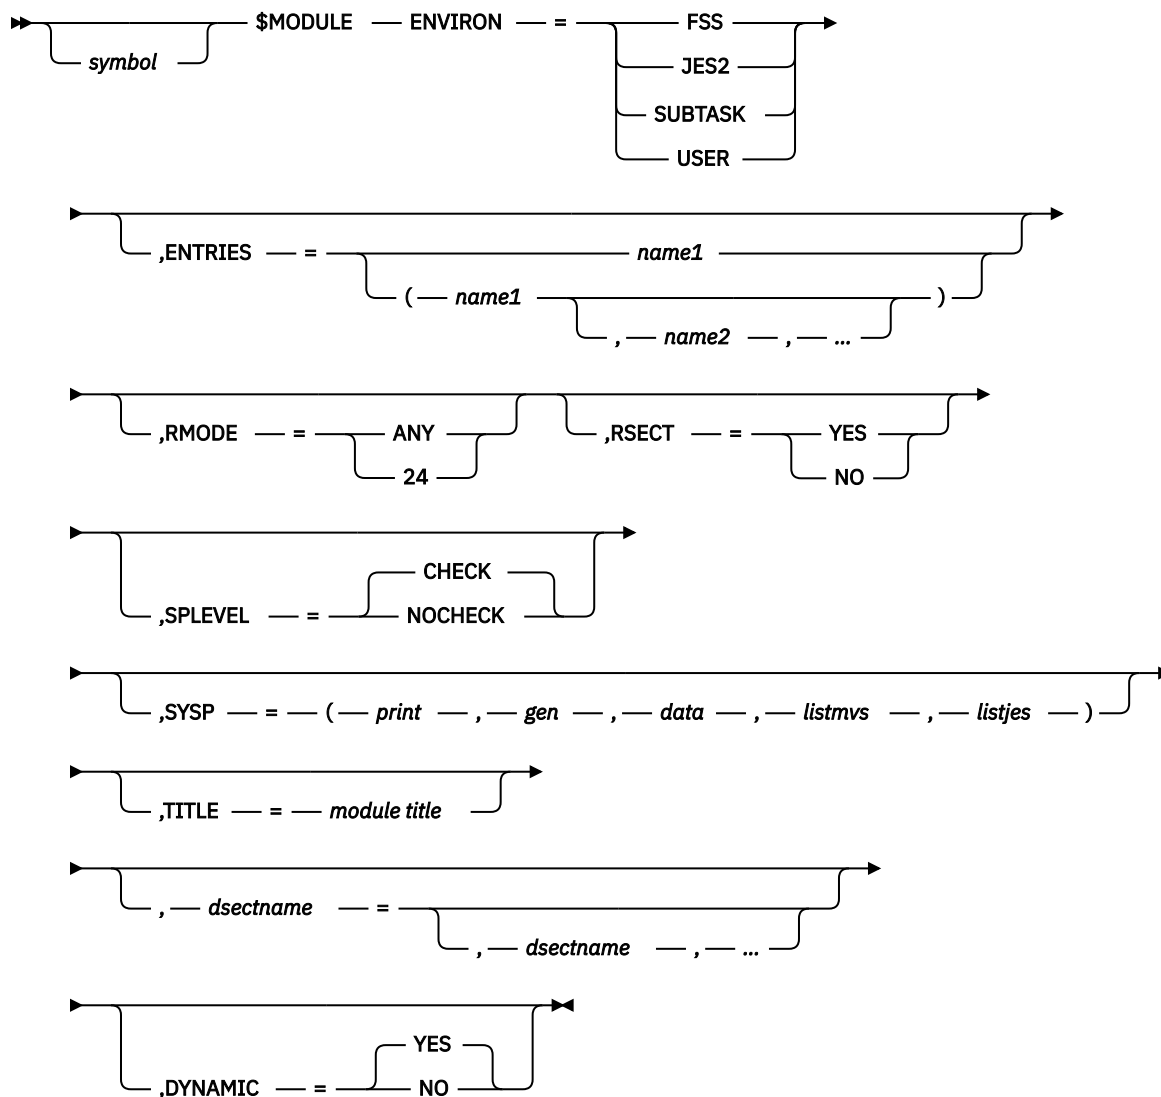 $MODULE ENVIRON = FSS
symbol
JES2
SUBTASK
USER
,ENTRIES = name1
( name1 )
, name2 , ...
,RMODE = ANY ,RSECT = YES
24 NO
CHECK
,SPLEVEL = NOCHECK
,SYSP = ( print , gen , data , listmvs , listjes )
,TITLE = module title
, dsectname =
, dsectname , ...
YES
,DYNAMIC = NO